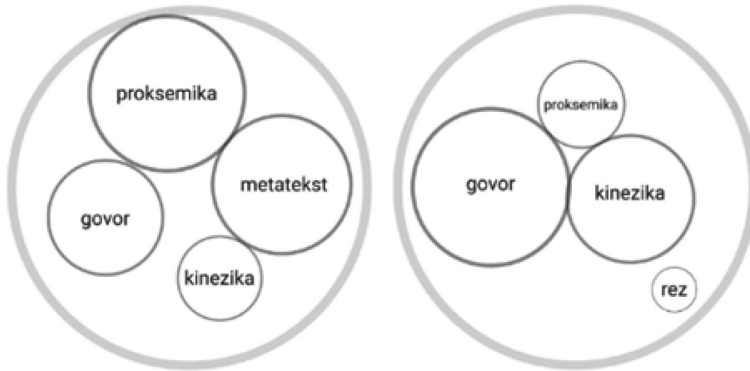 proksemika
metatekst
govor
kinezika
proksemika
govor
kinezika
rez